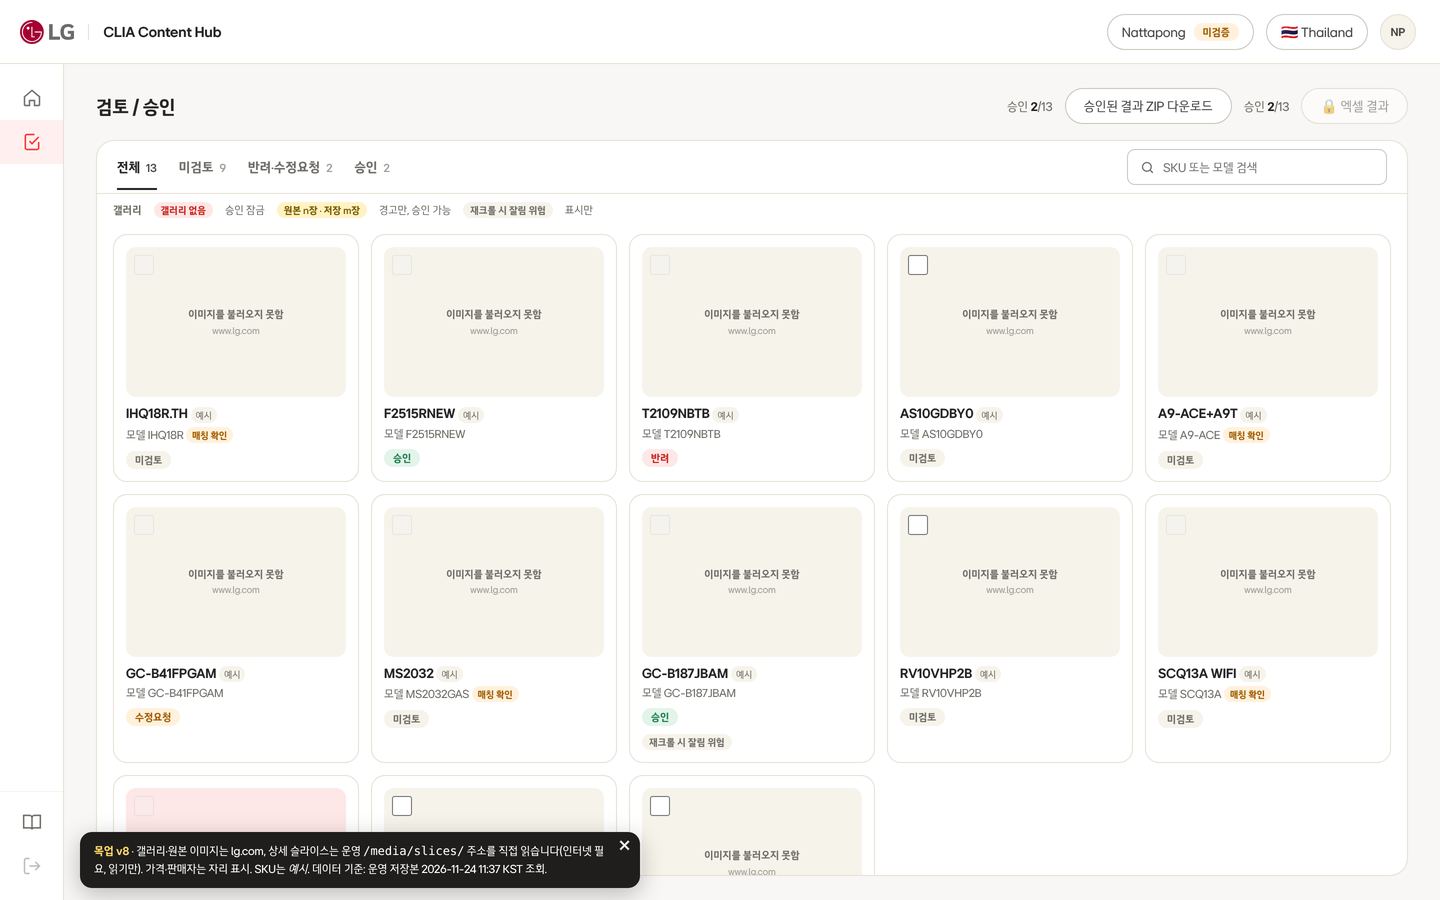 LG CLIA Content Hub
Nattapong 미검증
Thailand
NP
검토 / 승인
승인 2/13
승인된 결과 ZIP 다운로드
승인 2/13
엑셀 결과
전체 13
미검토 9
반려·수정요청 2
승인 2
SKU 또는 모델 검색
갤러리 갤러리 없음 승인 잠금 원본 n장 · 저장 m장 경고만, 승인 가능 재크롤 시 잘림 위험 표시만
이미지를 불러오지 못함
www.lg.com
IHQ18R.TH 예시
모델 IHQ18R 매칭 확인
미검토
이미지를 불러오지 못함
www.lg.com
F2515RNEW 예시
모델 F2515RNEW
승인
이미지를 불러오지 못함
www.lg.com
T2109NBTB 예시
모델 T2109NBTB
반려
이미지를 불러오지 못함
www.lg.com
AS10GDBY0 예시
모델 AS10GDBY0
미검토
이미지를 불러오지 못함
www.lg.com
A9-ACE+A9T 예시
모델 A9-ACE 매칭 확인
미검토
이미지를 불러오지 못함
www.lg.com
GC-B41FPGAM 예시
모델 GC-B41FPGAM
수정요청
이미지를 불러오지 못함
www.lg.com
MS2032 예시
모델 MS2032GAS 매칭 확인
미검토
이미지를 불러오지 못함
www.lg.com
GC-B187JBAM 예시
모델 GC-B187JBAM
승인
재크롤 시 잘림 위험
이미지를 불러오지 못함
www.lg.com
RV10VHP2B 예시
모델 RV10VHP2B
미검토
이미지를 불러오지 못함
www.lg.com
SCQ13A WIFI 예시
모델 SCQ13A 매칭 확인
미검토
이미지를 불러오지 못함
www.lg.com
목업 v8 · 갤러리·원본 이미지는 lg.com, 상세 슬라이스는 운영 /media/slices/ 주소를 직접 읽습니다(인터넷 필
요, 읽기만). 가격·판매자는 자리 표시. SKU는 예시. 데이터 기준: 운영 저장본 2026-11-24 11:37 KST 조회.